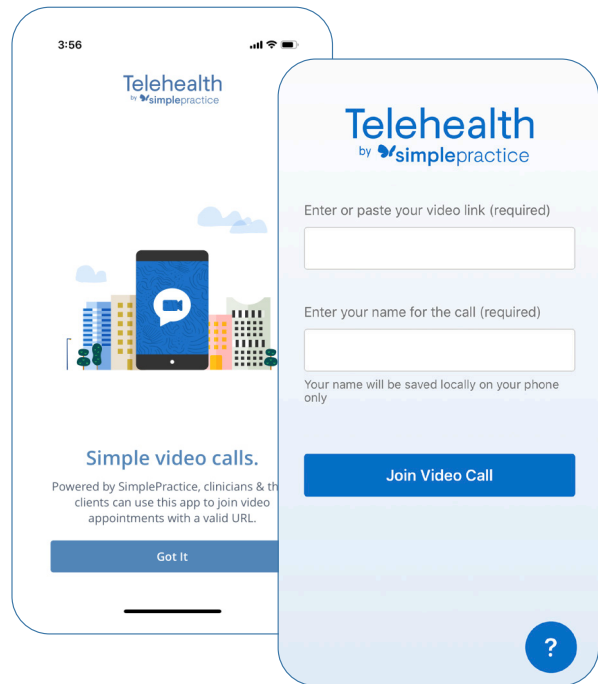 3:56
Telehealth
by simplepractice
Simple video calls.
Powered by SimplePractice, clinicians & th
clients can use this app to join video
appointments with a valid URL.
Got It
Telehealth
by simplepractice
Enter or paste your video link (required)
Enter your name for the call (required)
Your name will be saved locally on your phone
only
Join Video Call
?